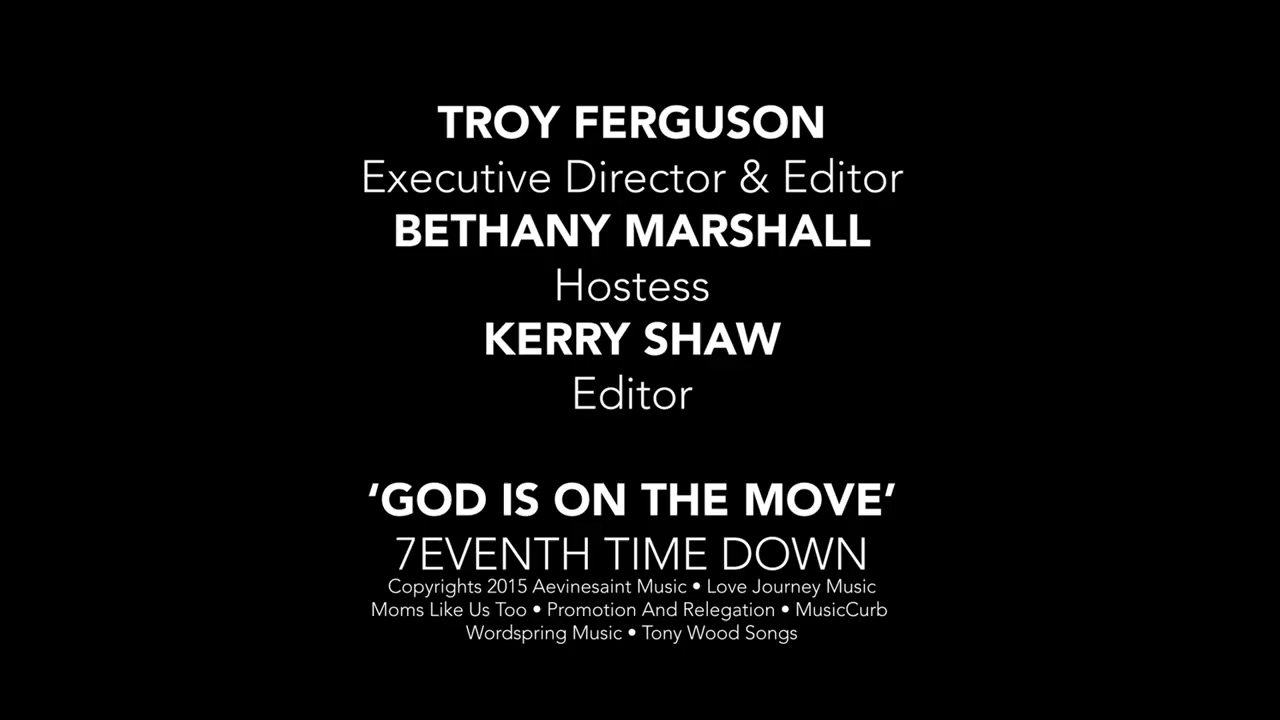 TROY FERGUSON
Executive Director & Editor
BETHANY MARSHALL
Hostess
KERRY SHAW
Editor
‘GOD IS ON THE MOVE’
7EVENTH TIME DOWN
Copyrights 2015 Aevinesaint Music • Love Journey Music
Moms Like Us Too • Promotion And Relegation • MusicCurb
Wordspring Music • Tony Wood Songs